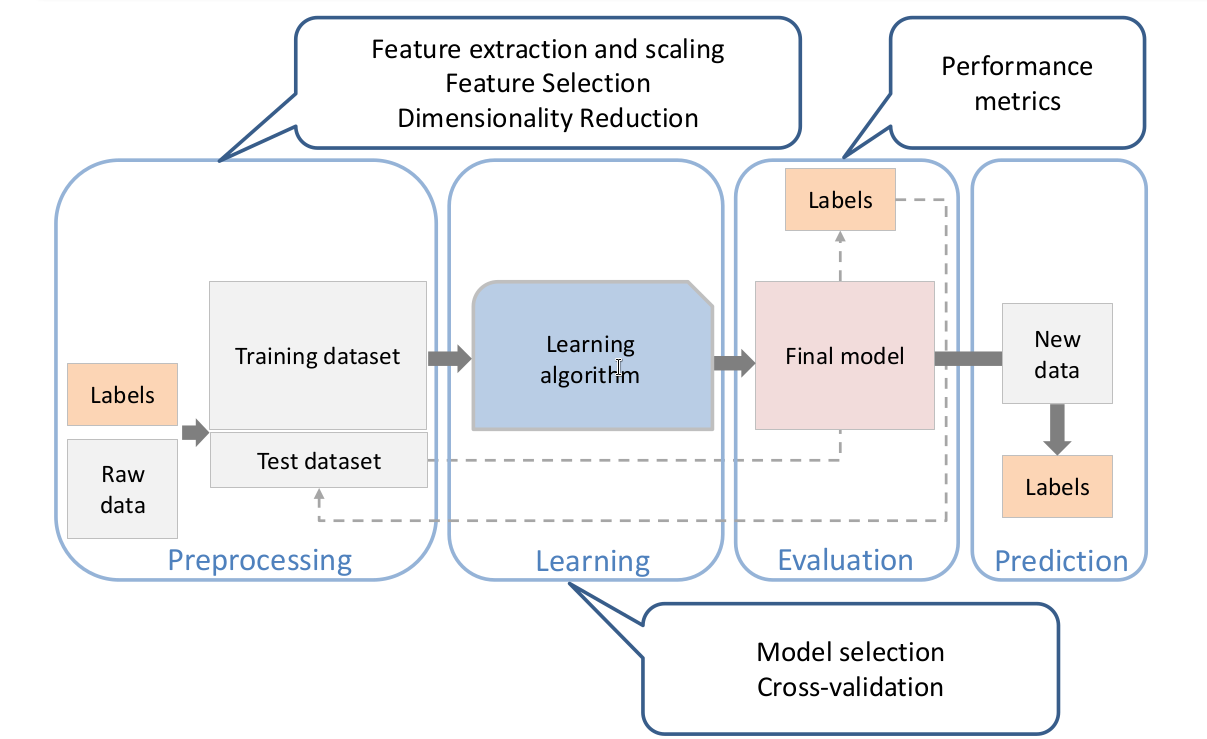 Feature extraction and scaling
Feature Selection
Dimensionality Reduction
Performance
metrics
Labels
Training dataset
Learning
algorithm
Final model
New
data
Labels
Raw
data
Test dataset
Labels
Preprocessing
Learning
Evaluation
Prediction
Model selection
Cross-validation